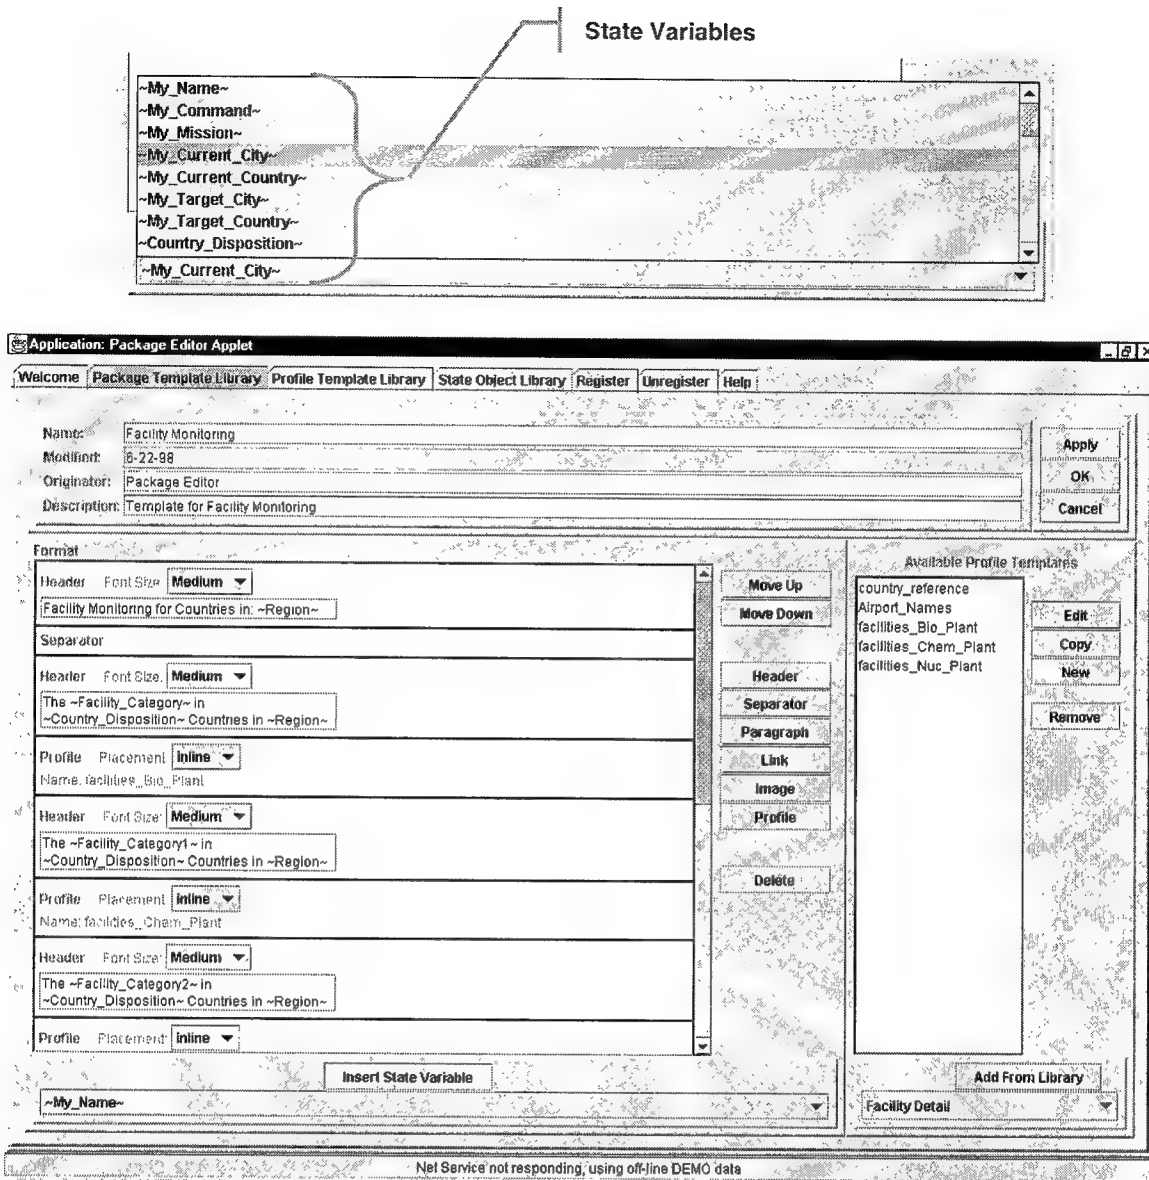 State Variables
~My_Name~
~My_Command~
~My_Mission~
~My_Current_City~
~My_Current_Country~
~My_Target_City~
~My_Target_Country~
~Country_Disposition~
~My_Current_City~
Application: Package Editor Applet
Welcome Package Template Library Profile Template Library State Object Library Register Unregister Help
Name: Facility Monitoring
Modified: 6-22-98
Originator: Package Editor
Description: Template for Facility Monitoring
Apply
OK
Cancel
Format
Header Font Size: Medium
Facility Monitoring for Countries in: ~Region~
Separator
Header Font Size: Medium
The ~Facility_Category~ in
~Country_Disposition~ Countries in ~Region~
Profile Placement: inline
Name: facilities_Bio_Plant
Header Font Size: Medium
The ~Facility_Category1~ in
~Country_Disposition~ Countries in ~Region~
Profile Placement: inline
Name: facilities_Chem_Plant
Header Font Size: Medium
The ~Facility_Category2~ in
~Country_Disposition~ Countries in ~Region~
Profile Placement: inline
Insert State Variable
~My_Name~
Move Up
Move Down
Header
Separator
Paragraph
Link
Image
Profile
Delete
Available Profile Templates
country_reference
Airport_Names
facilities_Bio_Plant
facilities_Chem_Plant
facilities_Nuc_Plant
Edit
Copy
New
Remove
Add From Library
Facility Detail
Net Service not responding, using off-line DEMO data